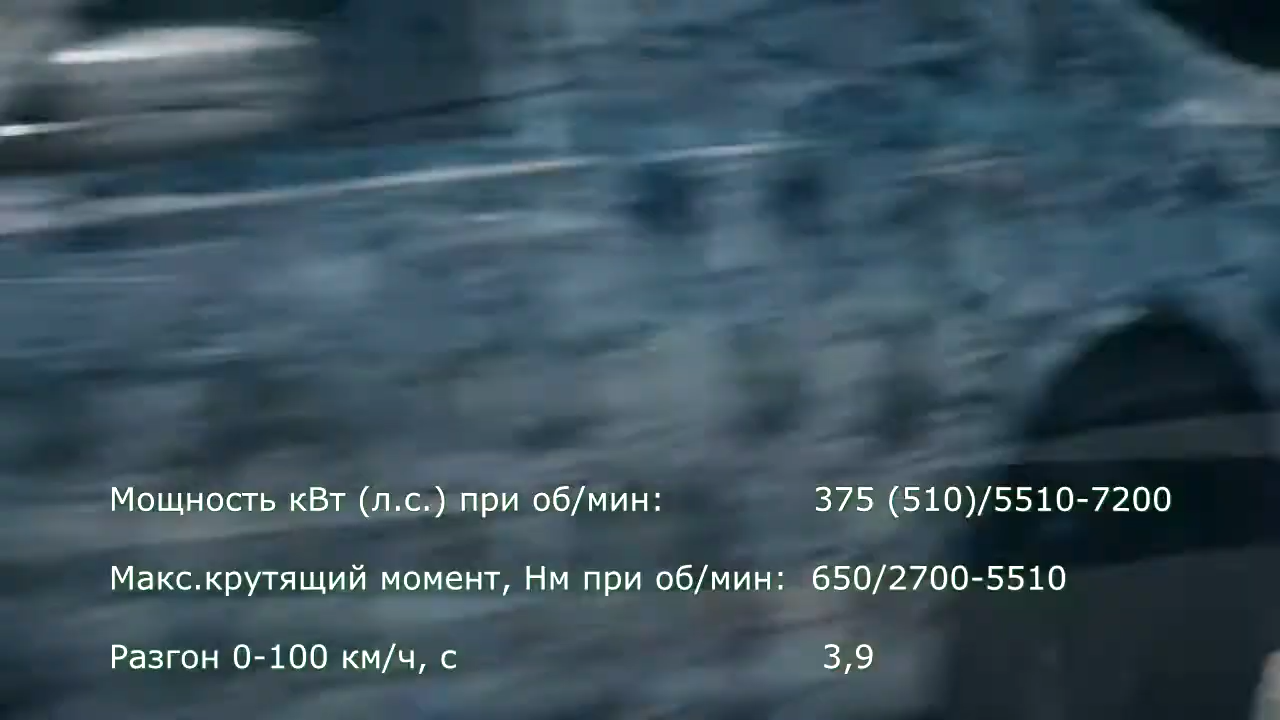 Мощность кВт (л.с.) при об/мин: 375 (510)/5510-7200
Макс.крутящий момент, Нм при об/мин: 650/2700-5510
Разгон 0-100 км/ч, с 3,9